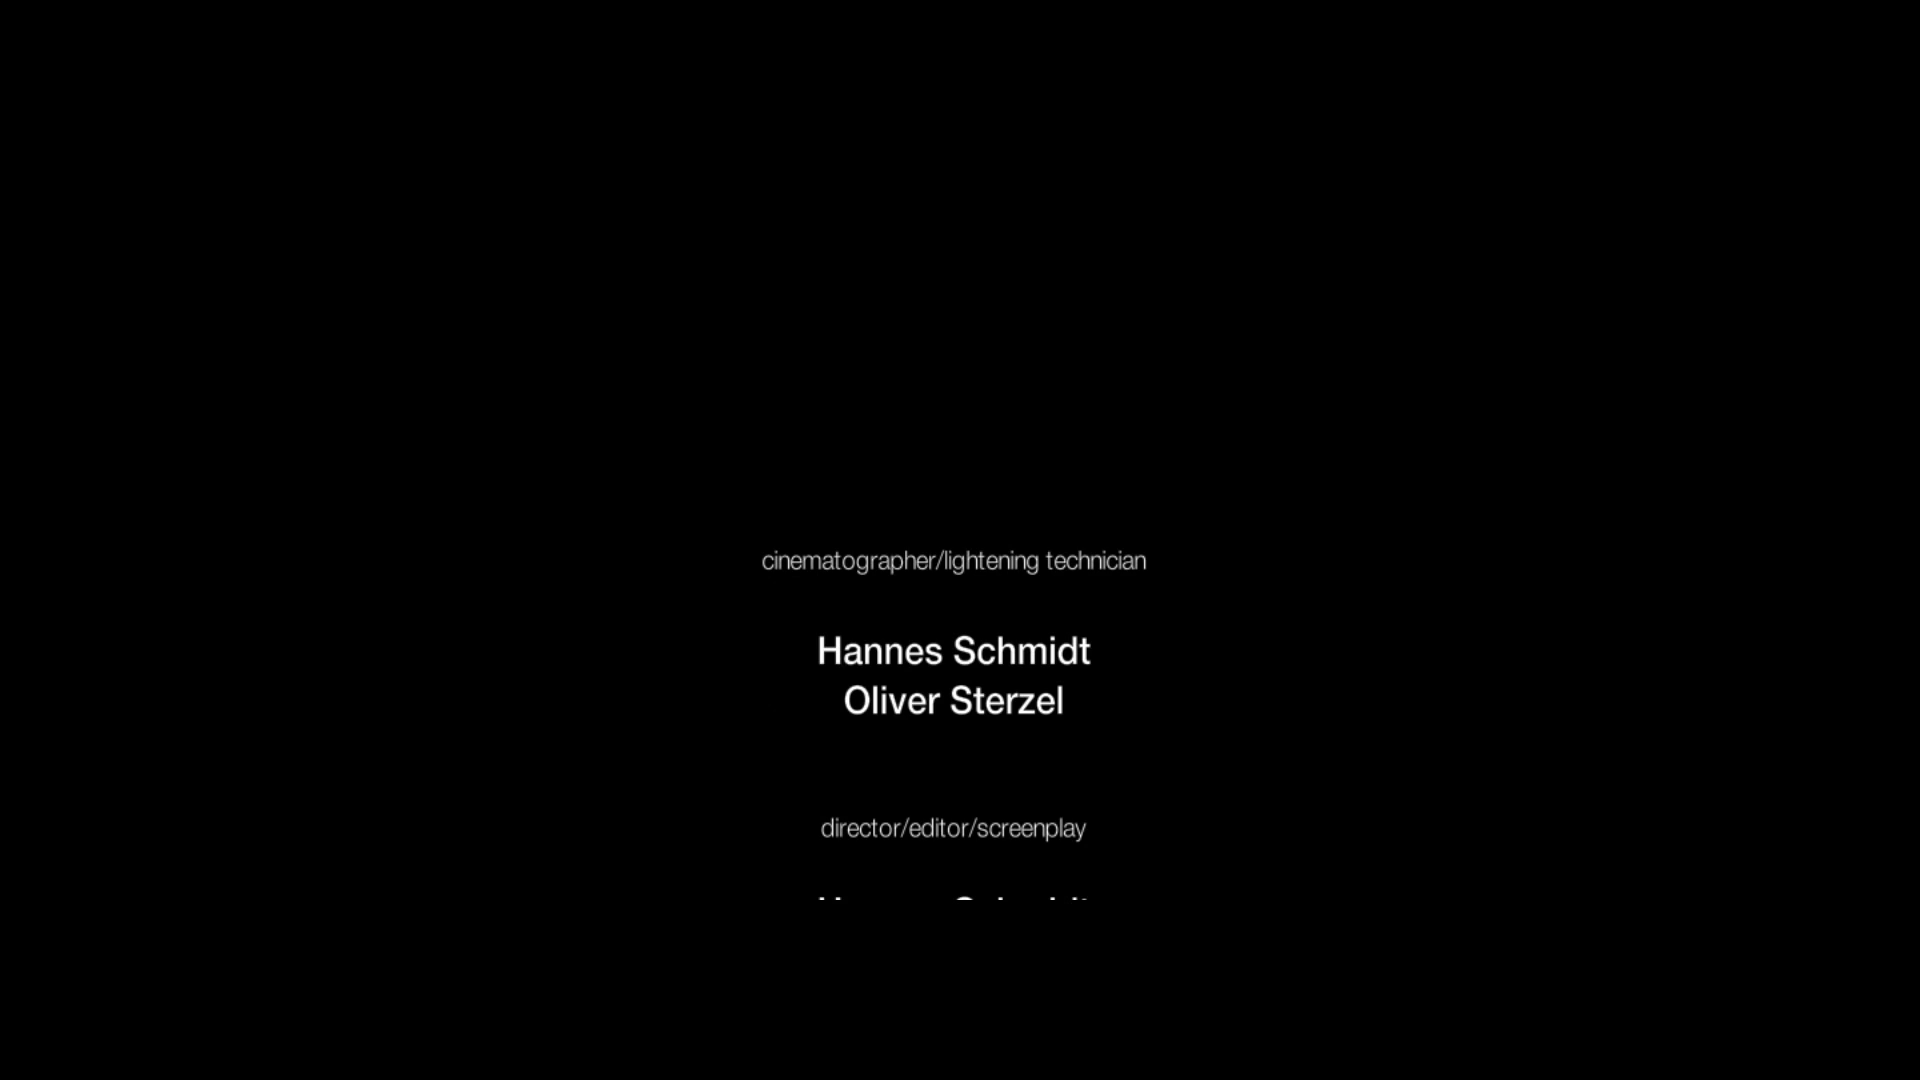 cinematographer/lightening technician
Hannes Schmidt
Oliver Sterzel
director/editor/screenplay